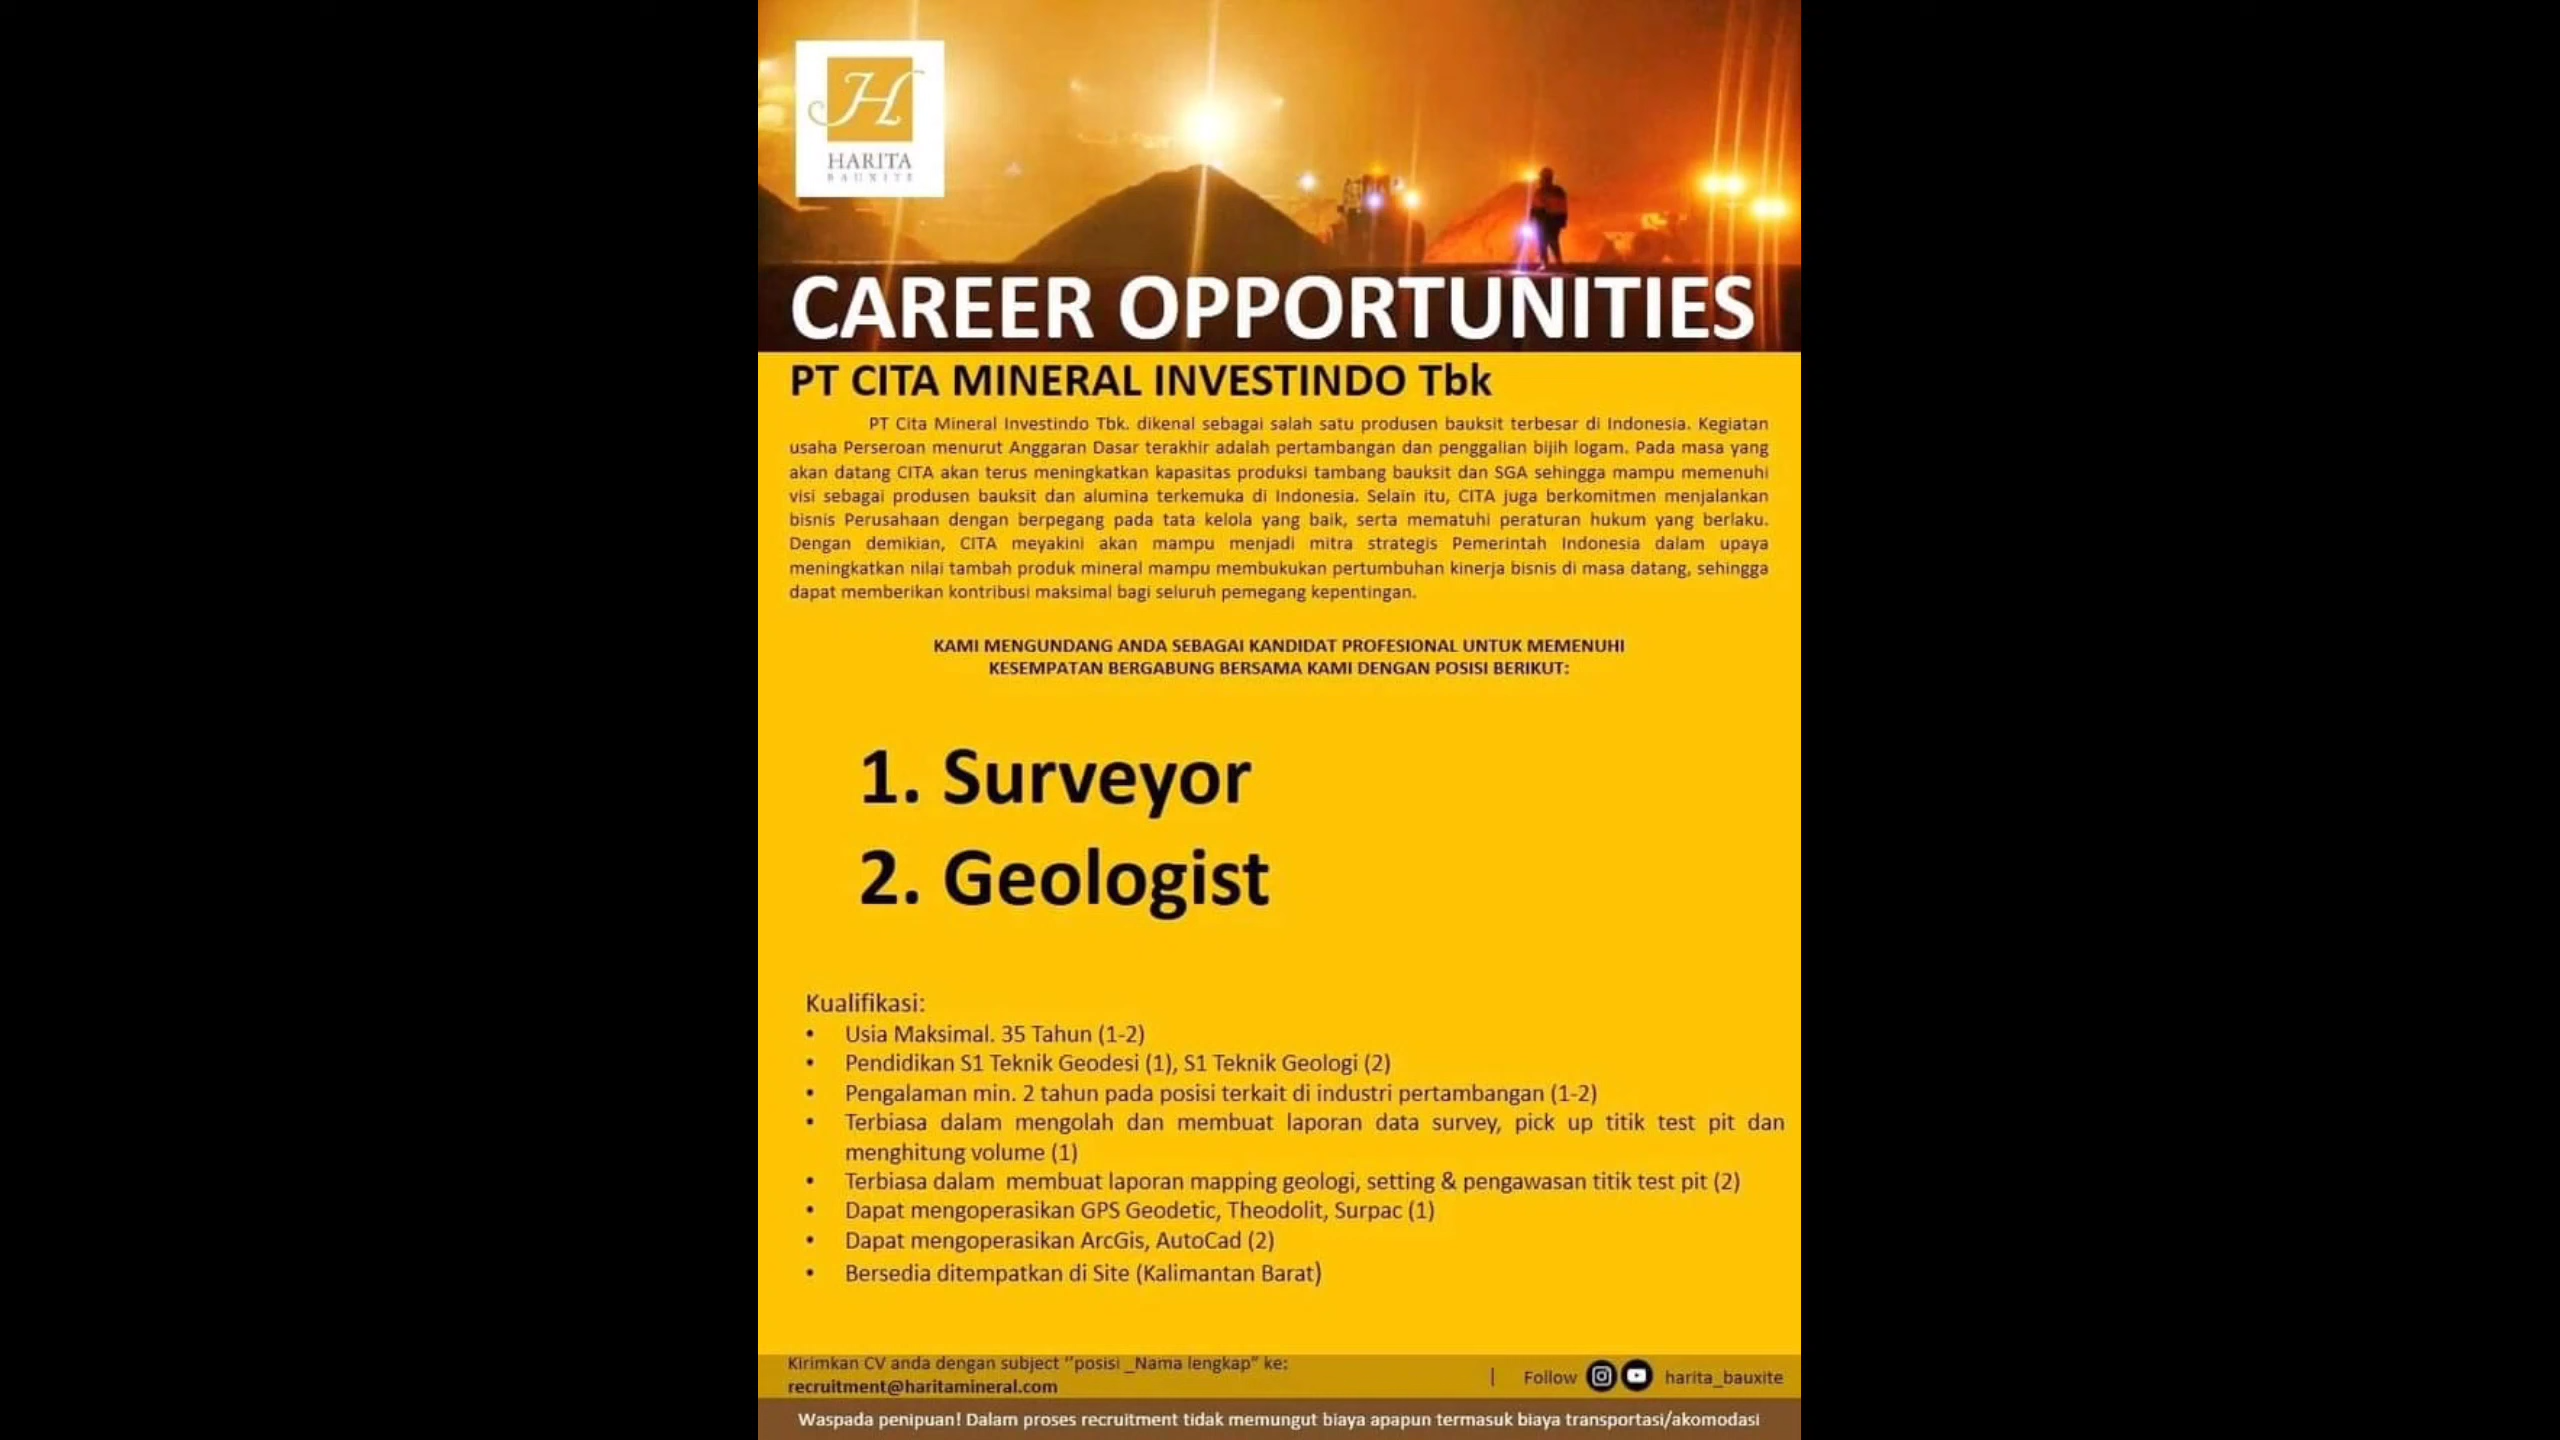 HARITA
BAUXITE
CAREER OPPORTUNITIES
PT CITA MINERAL INVESTINDO Tbk
PT Cita Mineral Investindo Tbk. dikenal sebagai salah satu produsen bauksit terbesar di Indonesia. Kegiatan
usaha Perseroan menurut Anggaran Dasar terakhir adalah pertambangan dan penggalian bijih logam. Pada masa yang
akan datang CITA akan terus meningkatkan kapasitas produksi tambang bauksit dan SGA sehingga mampu memenuhi
visi sebagai produsen bauksit dan alumina terkemuka di Indonesia. Selain itu, CITA juga berkomitmen menjalankan
bisnis Perusahaan dengan berpegang pada tata kelola yang baik, serta mematuhi peraturan hukum yang berlaku.
Dengan demikian, CITA meyakini akan mampu menjadi mitra strategis Pemerintah Indonesia dalam upaya
meningkatkan nilai tambah produk mineral mampu membukukan pertumbuhan kinerja bisnis di masa datang, sehingga
dapat memberikan kontribusi maksimal bagi seluruh pemegang kepentingan.
KAMI MENGUNDANG ANDA SEBAGAI KANDIDAT PROFESIONAL UNTUK MEMENUHI
KESEMPATAN BERGABUNG BERSAMA KAMI DENGAN POSISI BERIKUT:
1. Surveyor
2. Geologist
Kualifikasi:
• Usia Maksimal. 35 Tahun (1-2)
• Pendidikan S1 Teknik Geodesi (1), S1 Teknik Geologi (2)
• Pengalaman min. 2 tahun pada posisi terkait di industri pertambangan (1-2)
• Terbiasa dalam mengolah dan membuat laporan data survey, pick up titik test pit dan
menghitung volume (1)
• Terbiasa dalam membuat laporan mapping geologi, setting & pengawasan titik test pit (2)
• Dapat mengoperasikan GPS Geodetic, Theodolit, Surpac (1)
• Dapat mengoperasikan ArcGis, AutoCad (2)
• Bersedia ditempatkan di Site (Kalimantan Barat)
Kirimkan CV anda dengan subject "posisi _Nama lengkap" ke:
recruitment@haritamineral.com
| Follow harita_bauxite
Waspada penipuan! Dalam proses recruitment tidak memungut biaya apapun termasuk biaya transportasi/akomodasi